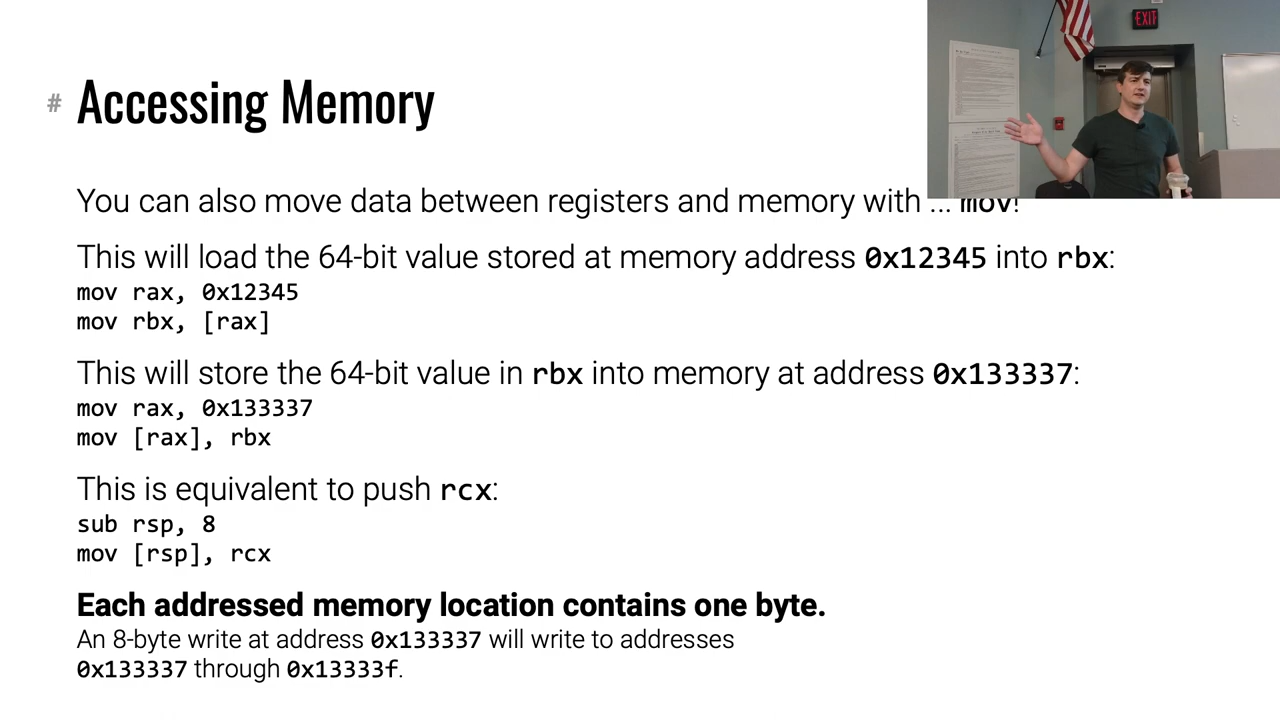 EXIT
# Accessing Memory
You can also move data between registers and memory with ... mov!
This will load the 64-bit value stored at memory address 0x12345 into rbx:
mov rax, 0x12345
mov rbx, [rax]
This will store the 64-bit value in rbx into memory at address 0x133337:
mov rax, 0x133337
mov [rax], rbx
This is equivalent to push rcx:
sub rsp, 8
mov [rsp], rcx
Each addressed memory location contains one byte.
An 8-byte write at address 0x133337 will write to addresses
0x133337 through 0x13333f.